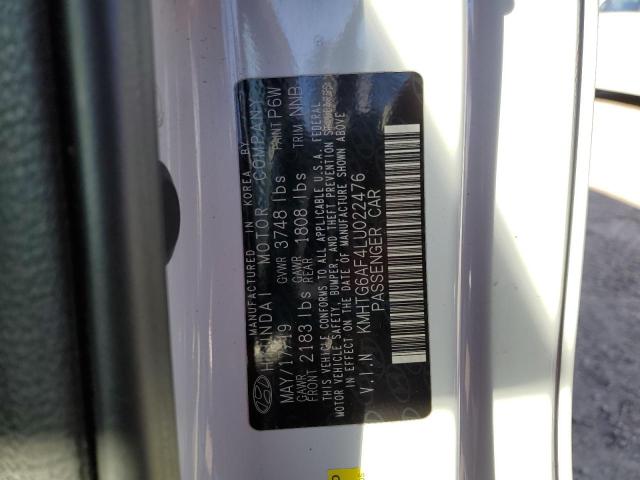 MANUFACTURED IN KOREA BY
HYUNDAI MOTOR COMPANY
MAY/17/19 GVWR 3748 lbs PAINT P6W
GAWR FRONT 2183 lbs GAWR REAR 1808 lbs TRIM NNB
THIS VEHICLE CONFORMS TO ALL APPLICABLE U.S.A. FEDERAL
MOTOR VEHICLE SAFETY, BUMPER, AND THEFT PREVENTION STANDARDS
IN EFFECT ON THE DATE OF MANUFACTURE SHOWN ABOVE
V.I.N KMHTG6AF4LU022476
PASSENGER CAR